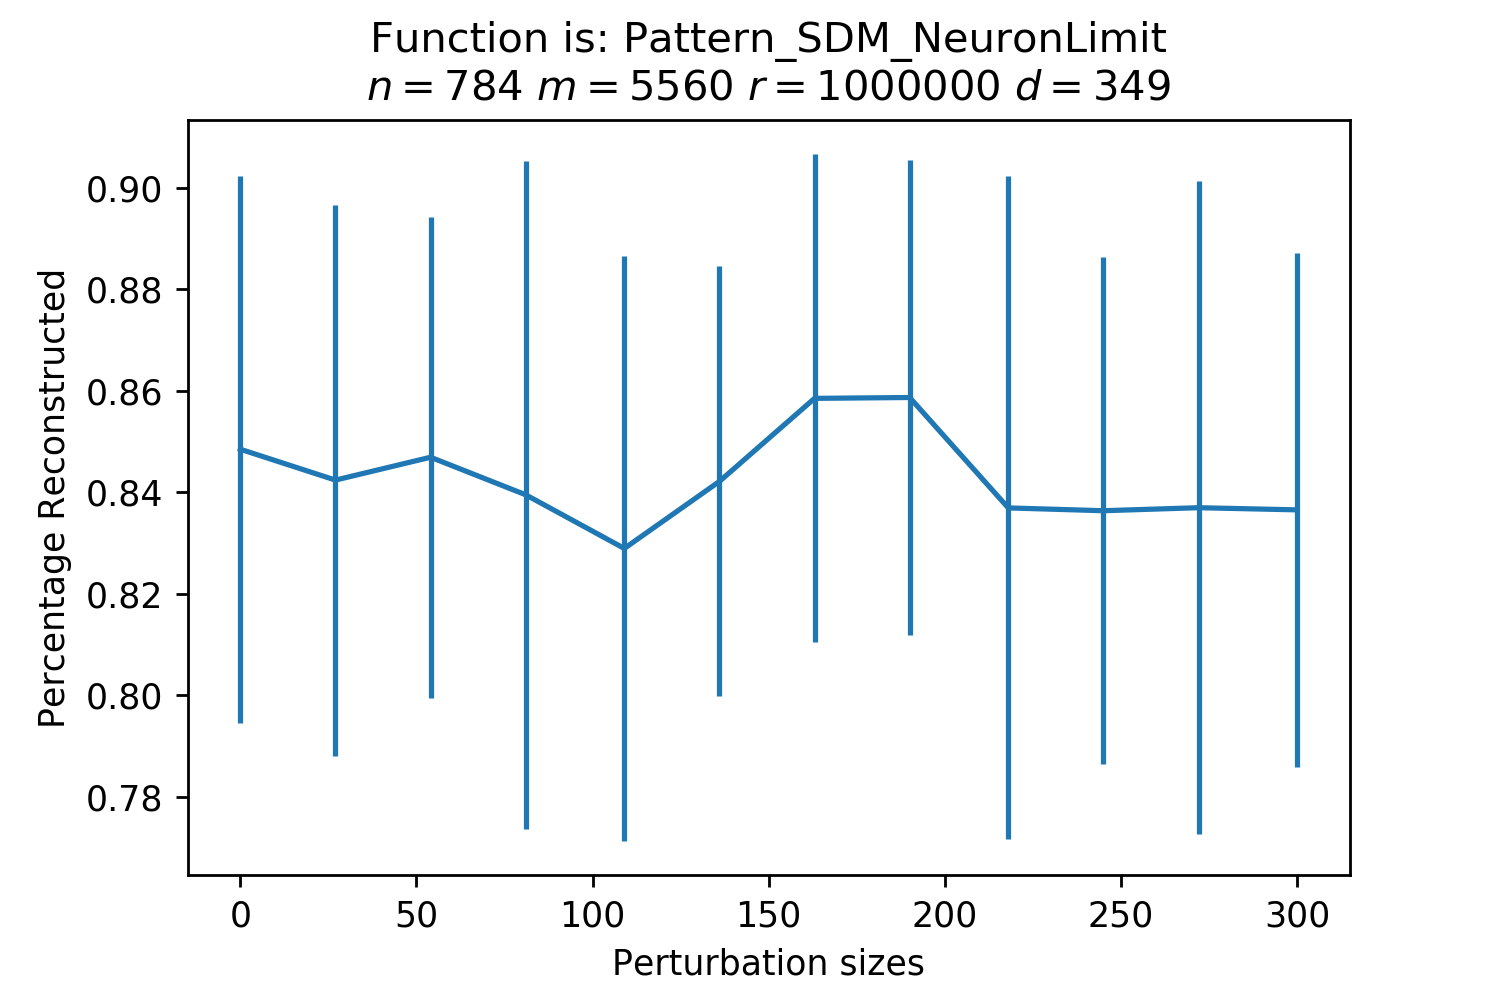 Function is: Pattern_SDM_NeuronLimit
n = 784 m = 5560 r = 1000000 d = 349
Percentage Reconstructed
0.90
0.88
0.86
0.84
0.82
0.80
0.78
0 50 100 150 200 250 300
Perturbation sizes